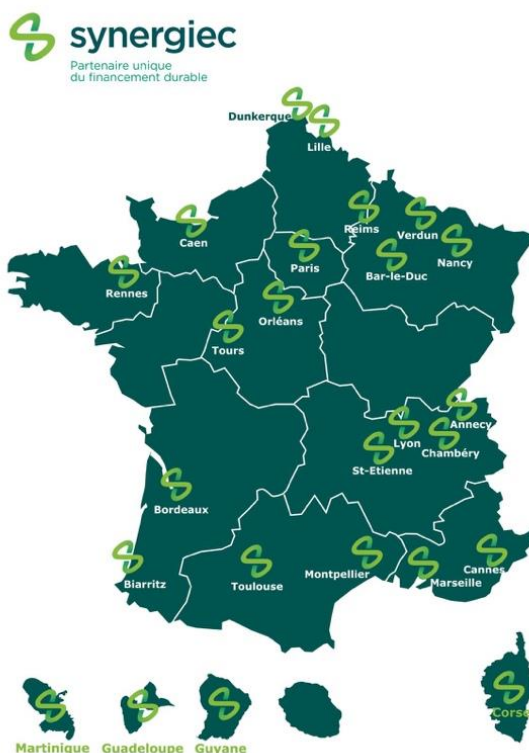 synergiec
Partenaire unique
du financement durable
Dunkerque
Lille
Reims
Verdun
Caen
Paris
Nancy
Bar-le-Duc
Rennes
Orléans
Tours
Annecy
Lyon
Chambéry
St-Etienne
Bordeaux
Biarritz
Toulouse
Montpellier
Cannes
Marseille
Corse
Martinique
Guadeloupe
Guyane